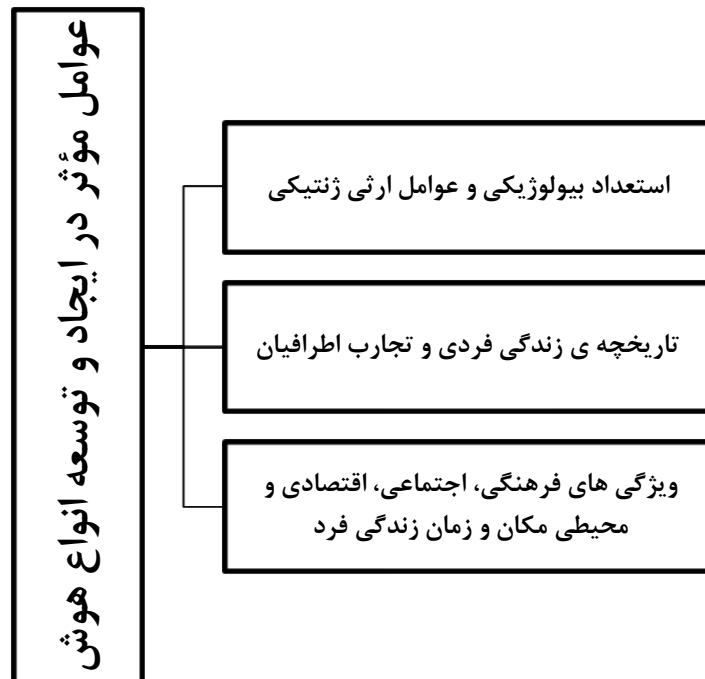 عوامل مؤثر در ایجاد و توسعه انواع هوش
استعداد بیولوژیکی و عوامل ارثی ژنتیکی
تاریخچه ی زندگی فردی و تجارب اطرافیان
ویژگی های فرهنگی، اجتماعی، اقتصادی و
محیطی مکان و زمان زندگی فرد